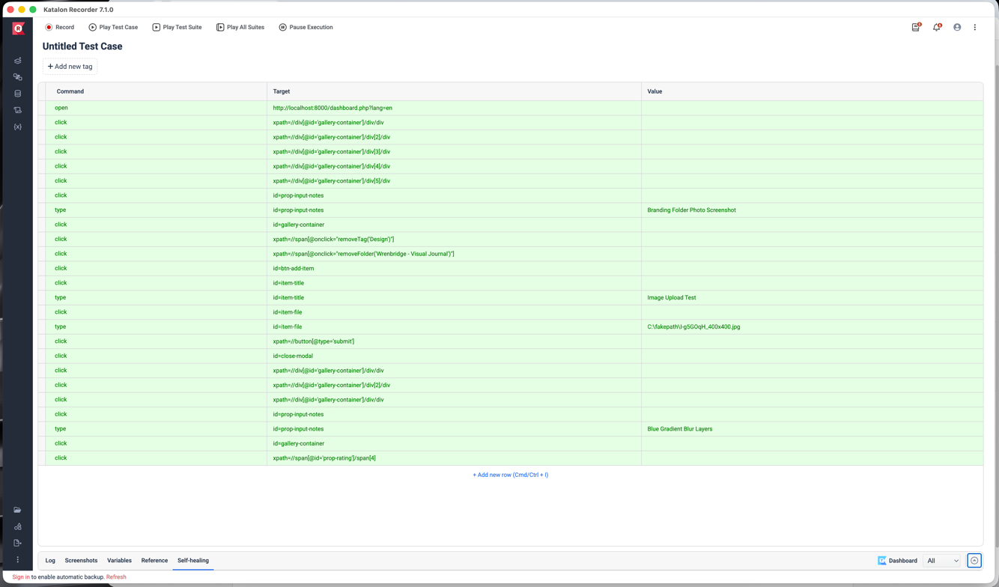 Katalon Recorder 7.1.0
Record Play Test Case Play Test Suite Play All Suites Pause Execution
Untitled Test Case
+ Add new tag
Command Target Value
open http://localhost:8000/dashboard.php?lang=en
click xpath=//div[@id='gallery-container']/div/div
click xpath=//div[@id='gallery-container']/div[2]/div
click xpath=//div[@id='gallery-container']/div[3]/div
click xpath=//div[@id='gallery-container']/div[4]/div
click xpath=//div[@id='gallery-container']/div[5]/div
click id=prop-input-notes
type id=prop-input-notes Branding Folder Photo Screenshot
click id=gallery-container
click xpath=//span[@onclick="removeTag('Design')"]
click xpath=//span[@onclick="removeFolder('Wrenbridge - Visual Journal')"]
click id=btn-add-item
click id=item-title
type id=item-title Image Upload Test
click id=item-file
type id=item-file C:\fakepath\I-g5GOqH_400x400.jpg
click xpath=//button[@type='submit']
click id=close-modal
click xpath=//div[@id='gallery-container']/div/div
click xpath=//div[@id='gallery-container']/div[2]/div
click xpath=//div[@id='gallery-container']/div/div
click id=prop-input-notes
type id=prop-input-notes Blue Gradient Blur Layers
click id=gallery-container
click xpath=//span[@id='prop-rating']/span[4]
+ Add new row (Cmd/Ctrl + I)
Log Screenshots Variables Reference Self-healing Dashboard All
Sign in to enable automatic backup. Refresh